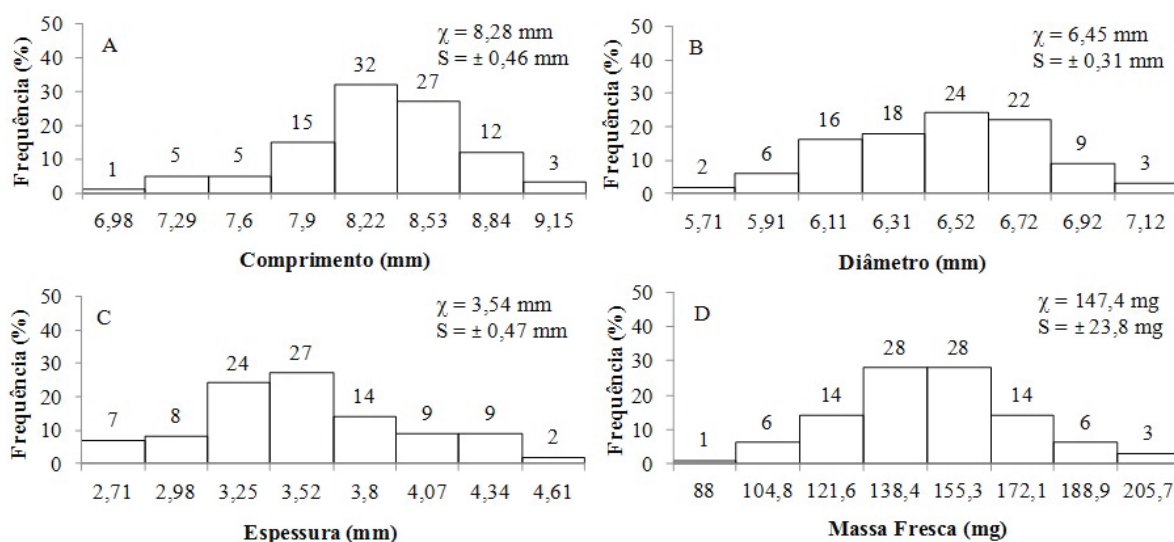 A
χ = 8,28 mm
S = ± 0,46 mm
Frequência (%)
50
40
30
20
10
0
1 5 5 15 32 27 12 3
6,98 7,29 7,6 7,9 8,22 8,53 8,84 9,15
Comprimento (mm)
B
χ = 6,45 mm
S = ± 0,31 mm
Frequência (%)
50
40
30
20
10
0
2 6 16 18 24 22 9 3
5,71 5,91 6,11 6,31 6,52 6,72 6,92 7,12
Diâmetro (mm)
C
χ = 3,54 mm
S = ± 0,47 mm
Frequência (%)
50
40
30
20
10
0
7 8 24 27 14 9 9 2
2,71 2,98 3,25 3,52 3,8 4,07 4,34 4,61
Espessura (mm)
D
χ = 147,4 mg
S = ± 23,8 mg
Frequência (%)
50
40
30
20
10
0
1 6 14 28 28 14 6 3
88 104,8 121,6 138,4 155,3 172,1 188,9 205,7
Massa Fresca (mg)